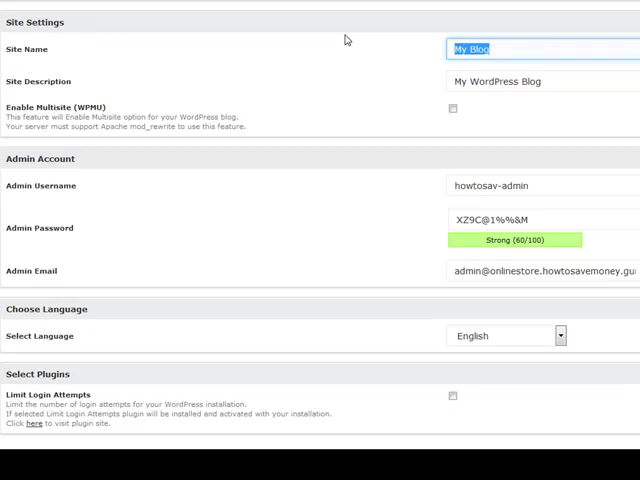 Site Settings
Site Name
My Blog
Site Description
My WordPress Blog
Enable Multisite (WPMU)
This feature will Enable Multisite option for your WordPress blog.
Your server must support Apache mod_rewrite to use this feature.
Admin Account
Admin Username
howtosav-admin
Admin Password
XZ9C@1%%&M
Strong (60/100)
Admin Email
admin@onlinestore.howtosavemoney.gu
Choose Language
Select Language
English
Select Plugins
Limit Login Attempts
Limit the number of login attempts for your WordPress installation.
If selected Limit Login Attempts plugin will be installed and activated with your installation.
Click here to visit plugin site.